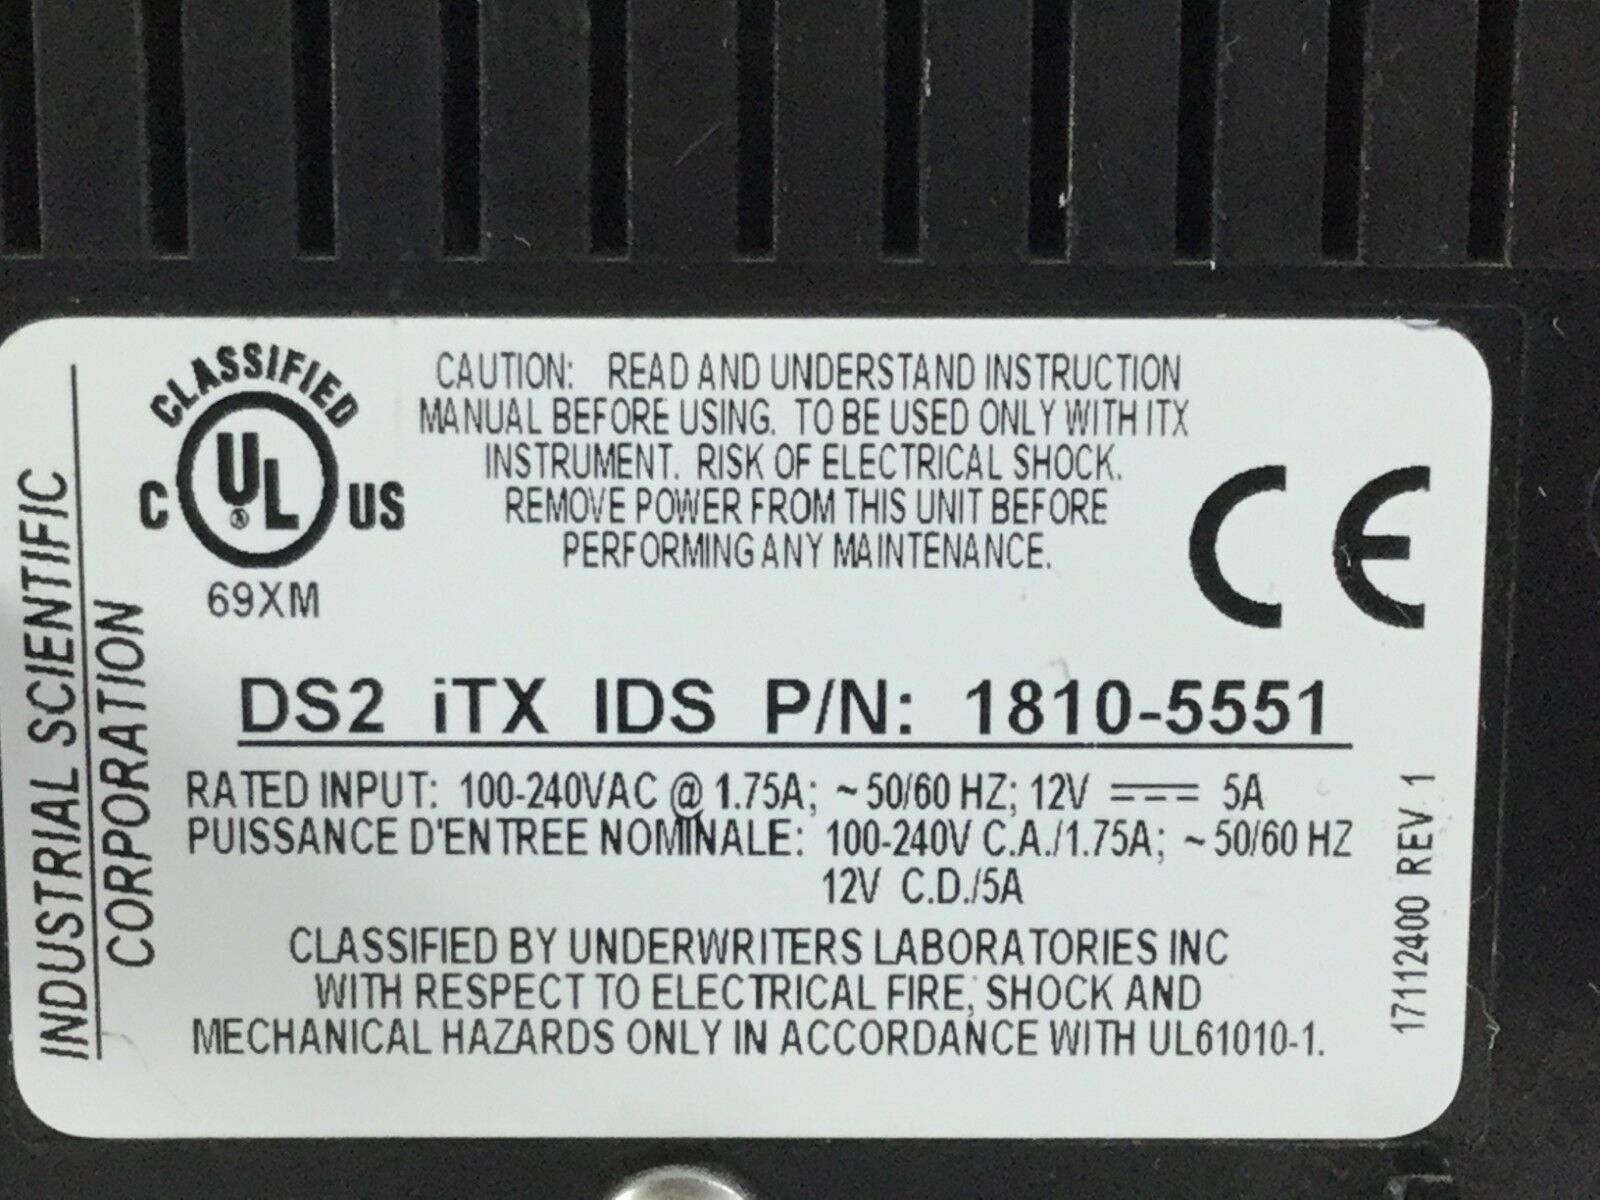 INDUSTRIAL SCIENTIFIC
CORPORATION
CLASSIFIED
C UL ® US
69XM
CAUTION: READ AND UNDERSTAND INSTRUCTION
MANUAL BEFORE USING. TO BE USED ONLY WITH ITX
INSTRUMENT. RISK OF ELECTRICAL SHOCK.
REMOVE POWER FROM THIS UNIT BEFORE
PERFORMING ANY MAINTENANCE.
CE
DS2 iTX IDS P/N: 1810-5551
RATED INPUT: 100-240VAC @ 1.75A; ~50/60 HZ; 12V ⎓ 5A
PUISSANCE D'ENTREE NOMINALE: 100-240V C.A./1.75A; ~50/60 HZ
12V C.D./5A
CLASSIFIED BY UNDERWRITERS LABORATORIES INC
WITH RESPECT TO ELECTRICAL FIRE, SHOCK AND
MECHANICAL HAZARDS ONLY IN ACCORDANCE WITH UL61010-1.
17112400 REV 1